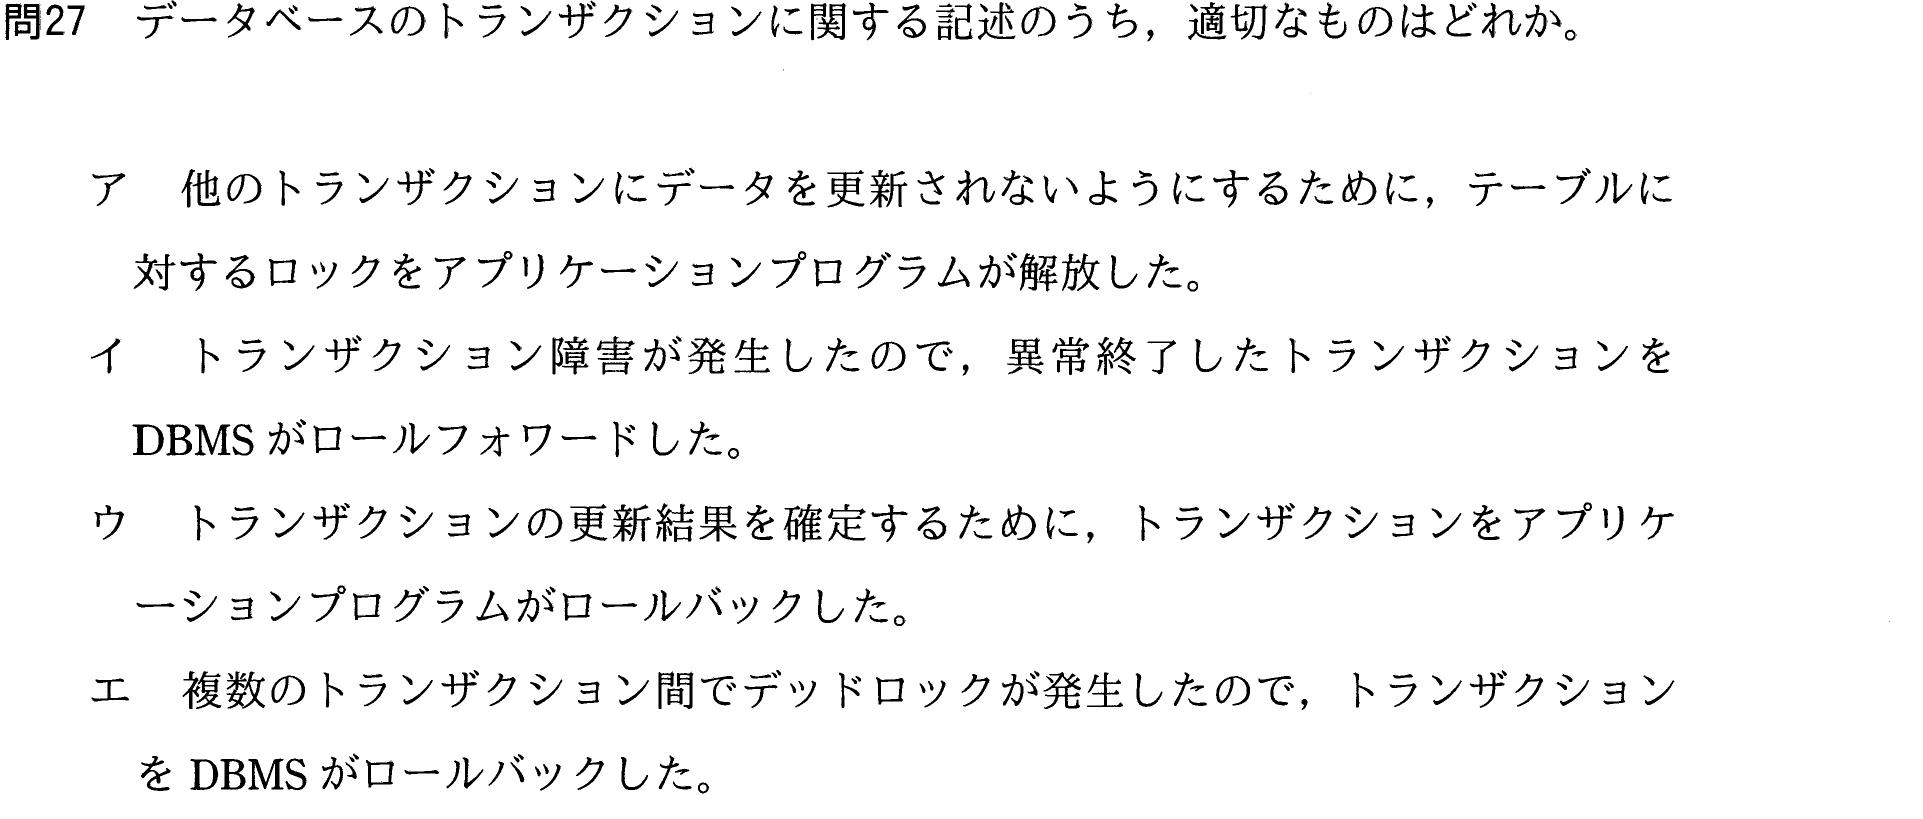 問27 データベースのトランザクションに関する記述のうち，適切なものはどれか。
ア 他のトランザクションにデータを更新されないようにするために，テーブルに
対するロックをアプリケーションプログラムが解放した。
イ トランザクション障害が発生したので，異常終了したトランザクションを
DBMS がロールフォワードした。
ウ トランザクションの更新結果を確定するために，トランザクションをアプリケ
ーションプログラムがロールバックした。
エ 複数のトランザクション間でデッドロックが発生したので，トランザクション
を DBMS がロールバックした。